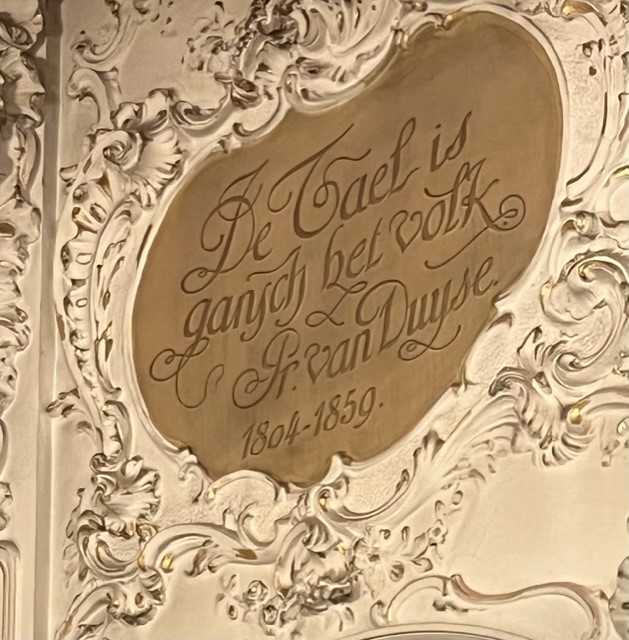 De Tael is
gansch het volk
Pr. van Duyse.
1804-1859.